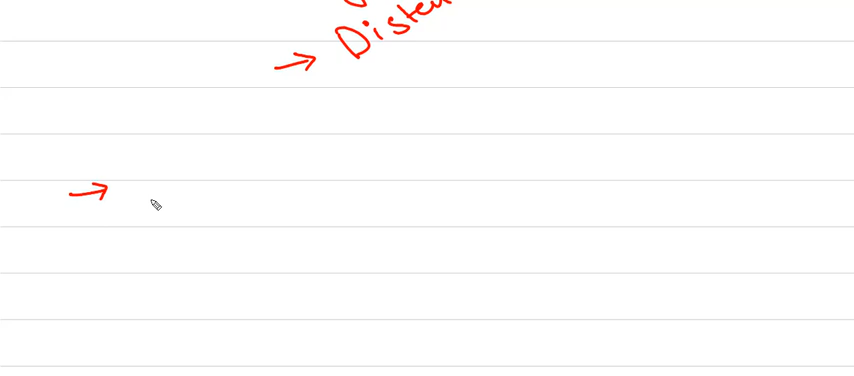 → Disten
→